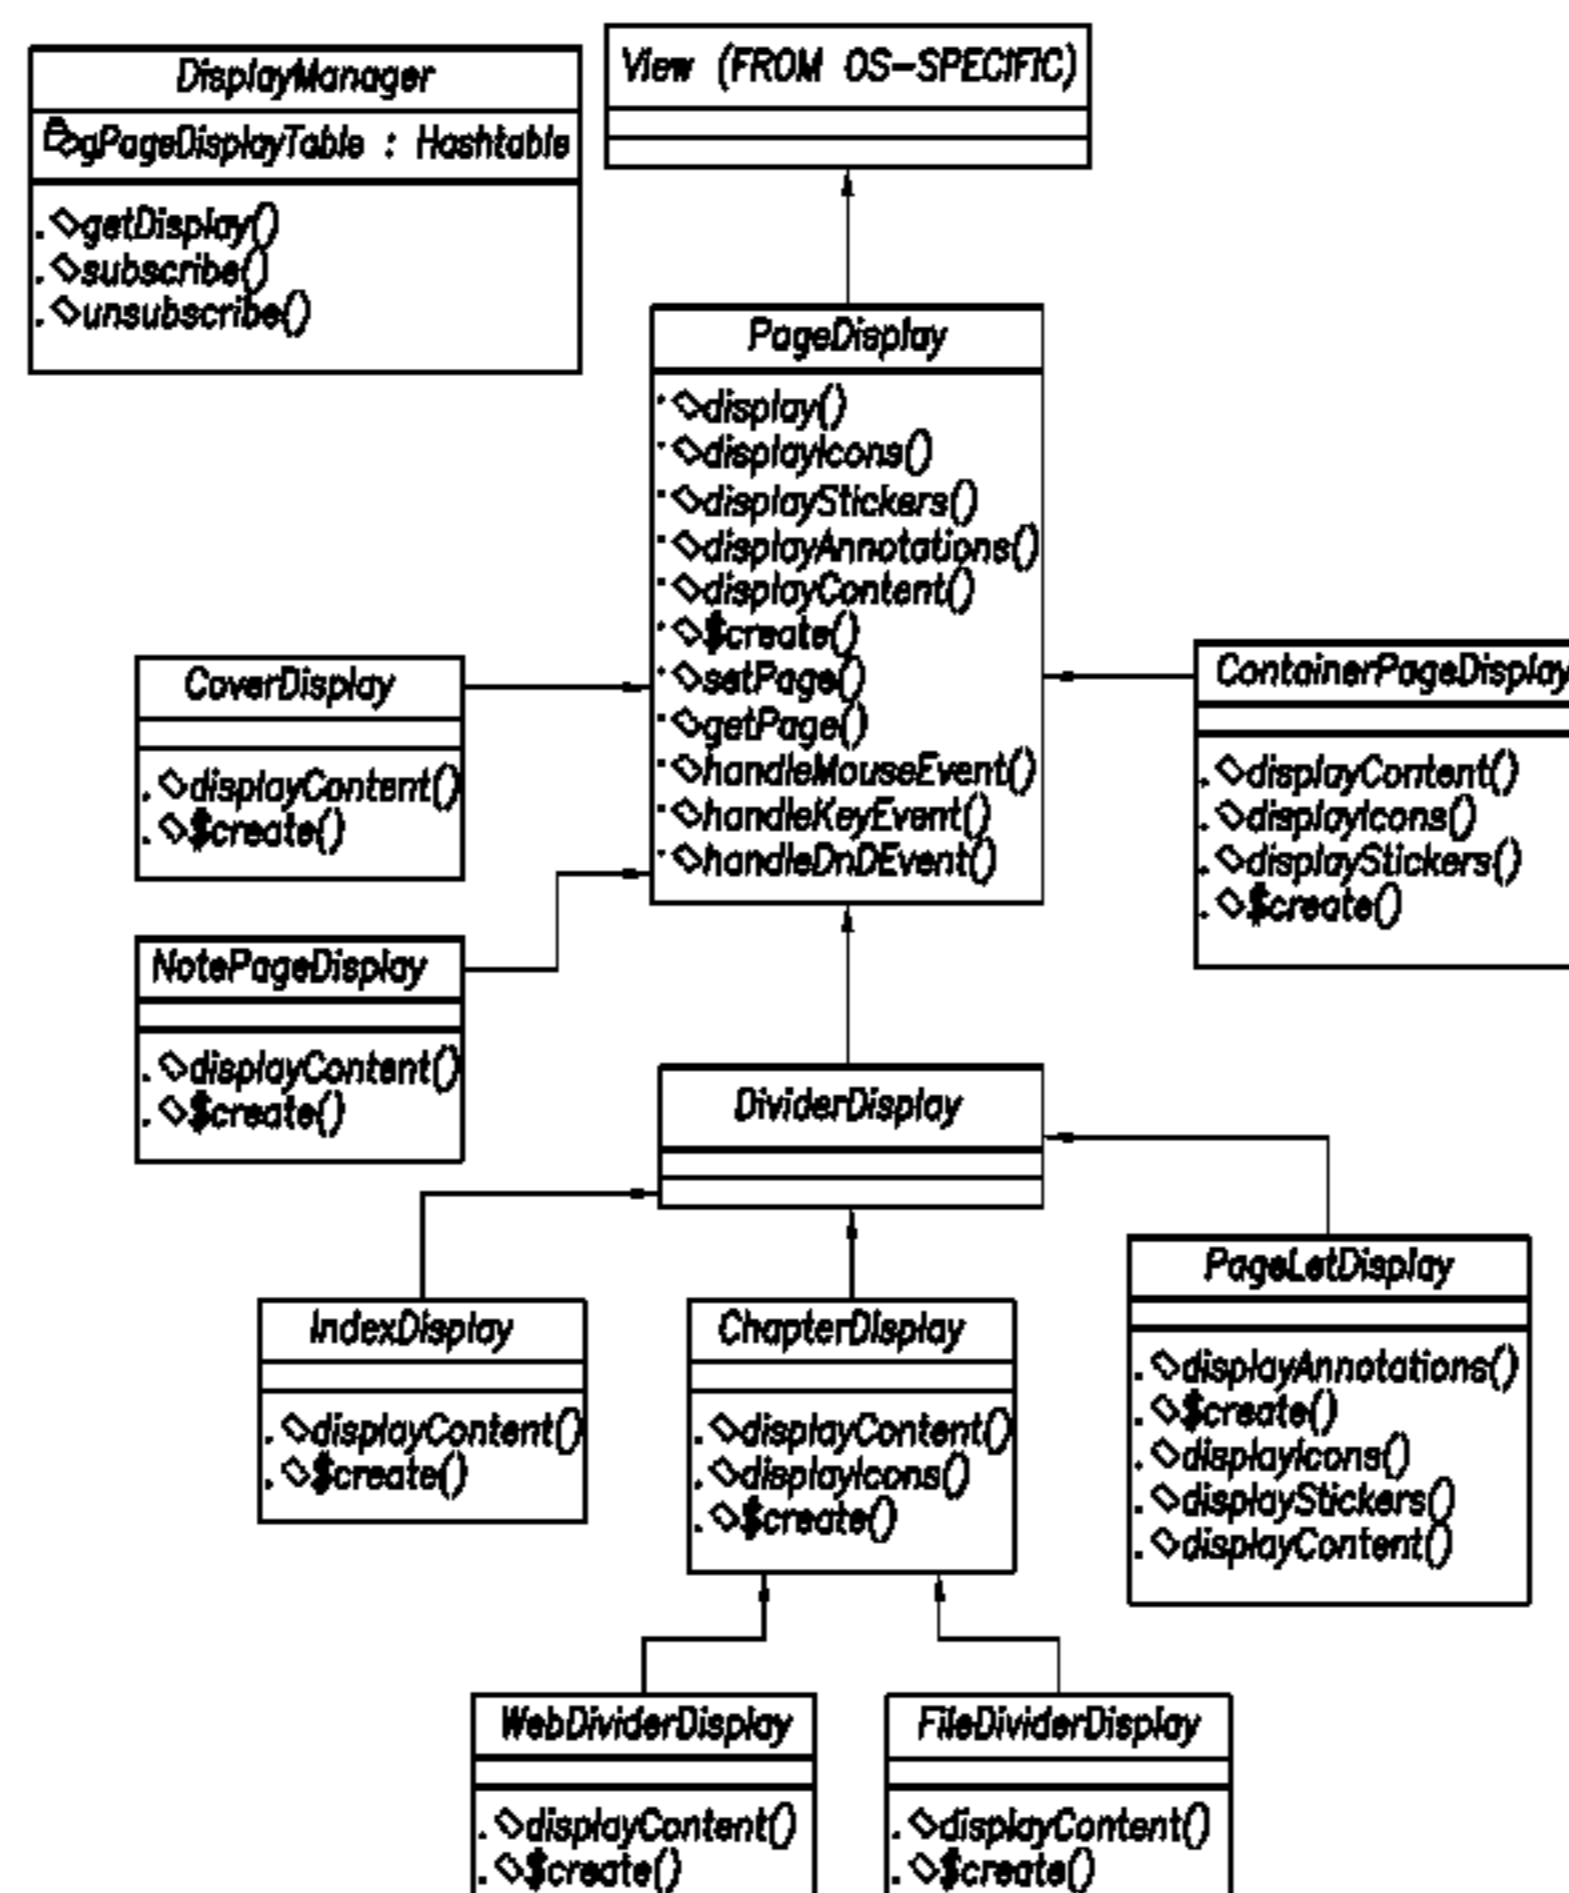 DisplayManager
gPageDisplayTable : Hashtable
getDisplay()
subscribe()
unsubscribe()
View (FROM OS-SPECIFIC)
PageDisplay
display()
displayIcons()
displayStickers()
displayAnnotations()
displayContent()
$create()
setPage()
getPage()
handleMouseEvent()
handleKeyEvent()
handleDnDEvent()
CoverDisplay
displayContent()
$create()
ContainerPageDisplay
displayContent()
displayIcons()
displayStickers()
$create()
NotePageDisplay
displayContent()
$create()
DividerDisplay
IndexDisplay
displayContent()
$create()
ChapterDisplay
displayContent()
displayIcons()
$create()
PageLetDisplay
displayAnnotations()
$create()
displayIcons()
displayStickers()
displayContent()
WebDividerDisplay
displayContent()
$create()
FileDividerDisplay
displayContent()
$create()